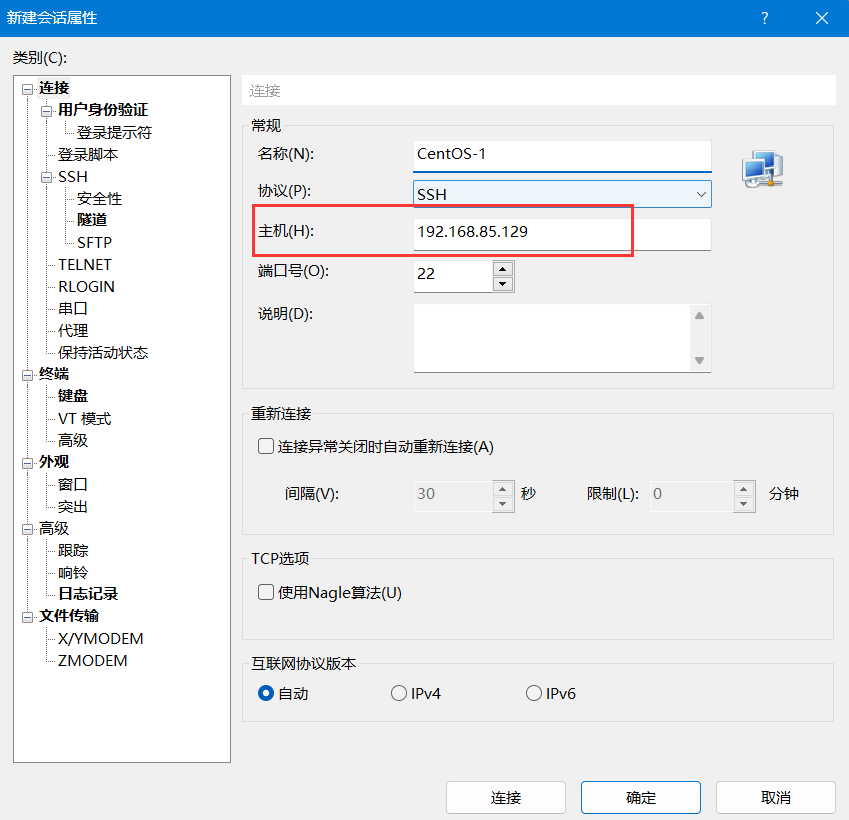 新建会话属性
?
类别(C):
连接
用户身份验证
登录提示符
登录脚本
SSH
安全性
隧道
SFTP
TELNET
RLOGIN
串口
代理
保持活动状态
终端
键盘
VT 模式
高级
外观
窗口
突出
高级
跟踪
响铃
日志记录
文件传输
X/YMODEM
ZMODEM
连接
常规
名称(N): CentOS-1
协议(P): SSH
主机(H): 192.168.85.129
端口号(O): 22
说明(D):
重新连接
连接异常关闭时自动重新连接(A)
间隔(V): 30 秒 限制(L): 0 分钟
TCP选项
使用Nagle算法(U)
互联网协议版本
自动 IPv4 IPv6
连接 确定 取消